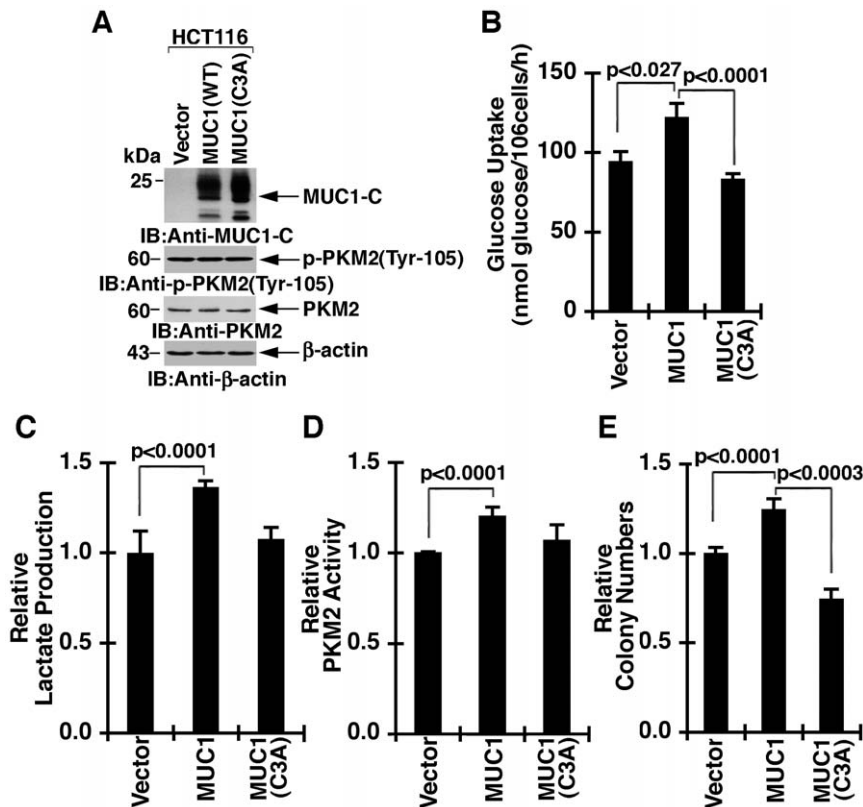 A
HCT116
Vector
MUC1(WT)
MUC1(C3A)
kDa
25
MUC1-C
IB:Anti-MUC1-C
60
p-PKM2(Tyr-105)
IB:Anti-p-PKM2(Tyr-105)
60
PKM2
IB:Anti-PKM2
43
β-actin
IB:Anti-β-actin
B
p<0.027
p<0.0001
Glucose Uptake
(nmol glucose/106cells/h)
150
100
50
0
Vector
MUC1
MUC1
(C3A)
C
p<0.0001
Relative
Lactate Production
1.5
1.0
0.5
0.0
Vector
MUC1
MUC1
(C3A)
D
p<0.0001
Relative
PKM2 Activity
1.5
1.0
0.5
0.0
Vector
MUC1
MUC1
(C3A)
E
p<0.0001
p<0.0003
Relative
Colony Numbers
1.5
1.0
0.5
0.0
Vector
MUC1
MUC1
(C3A)